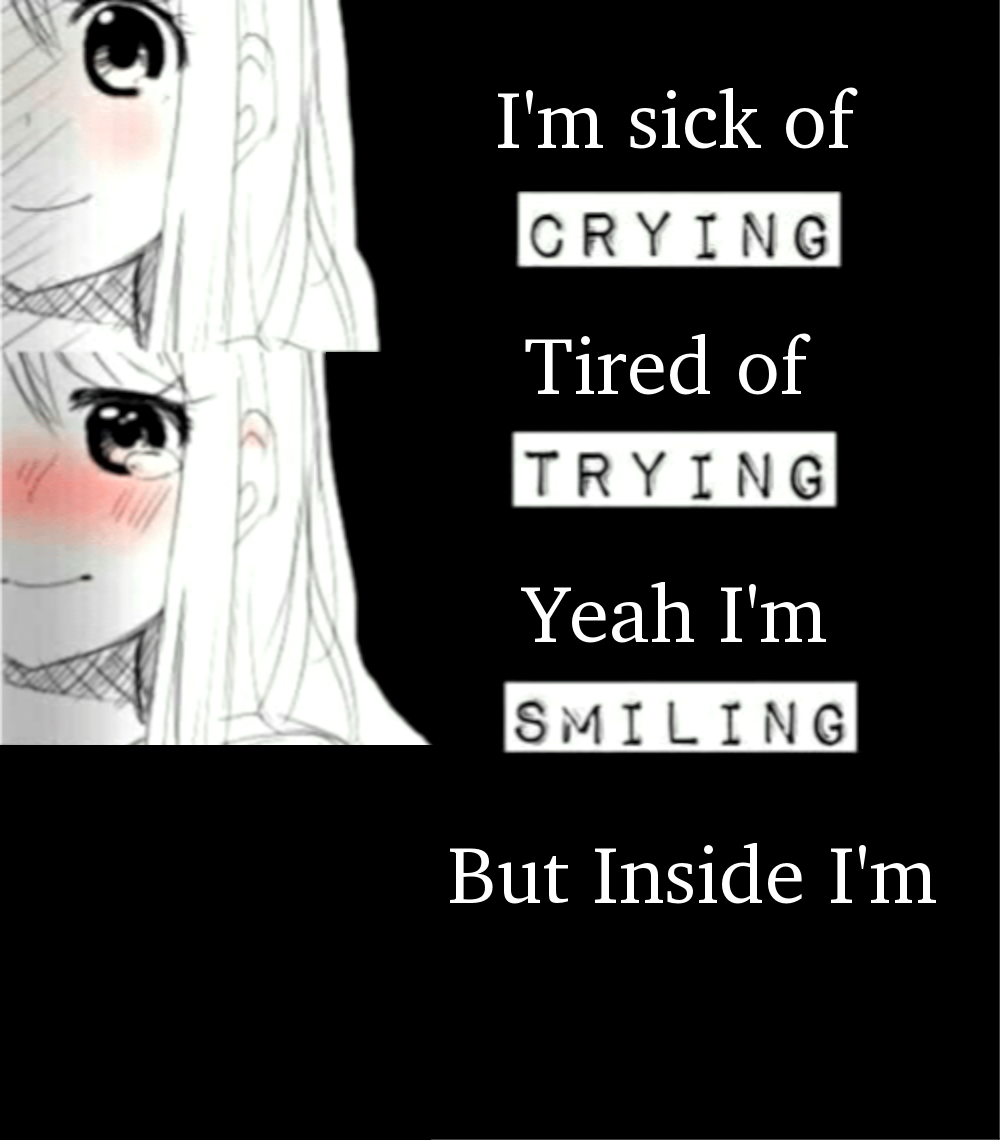 I'm sick of
CRYING
Tired of
TRYING
Yeah I'm
SMILING
But Inside I'm